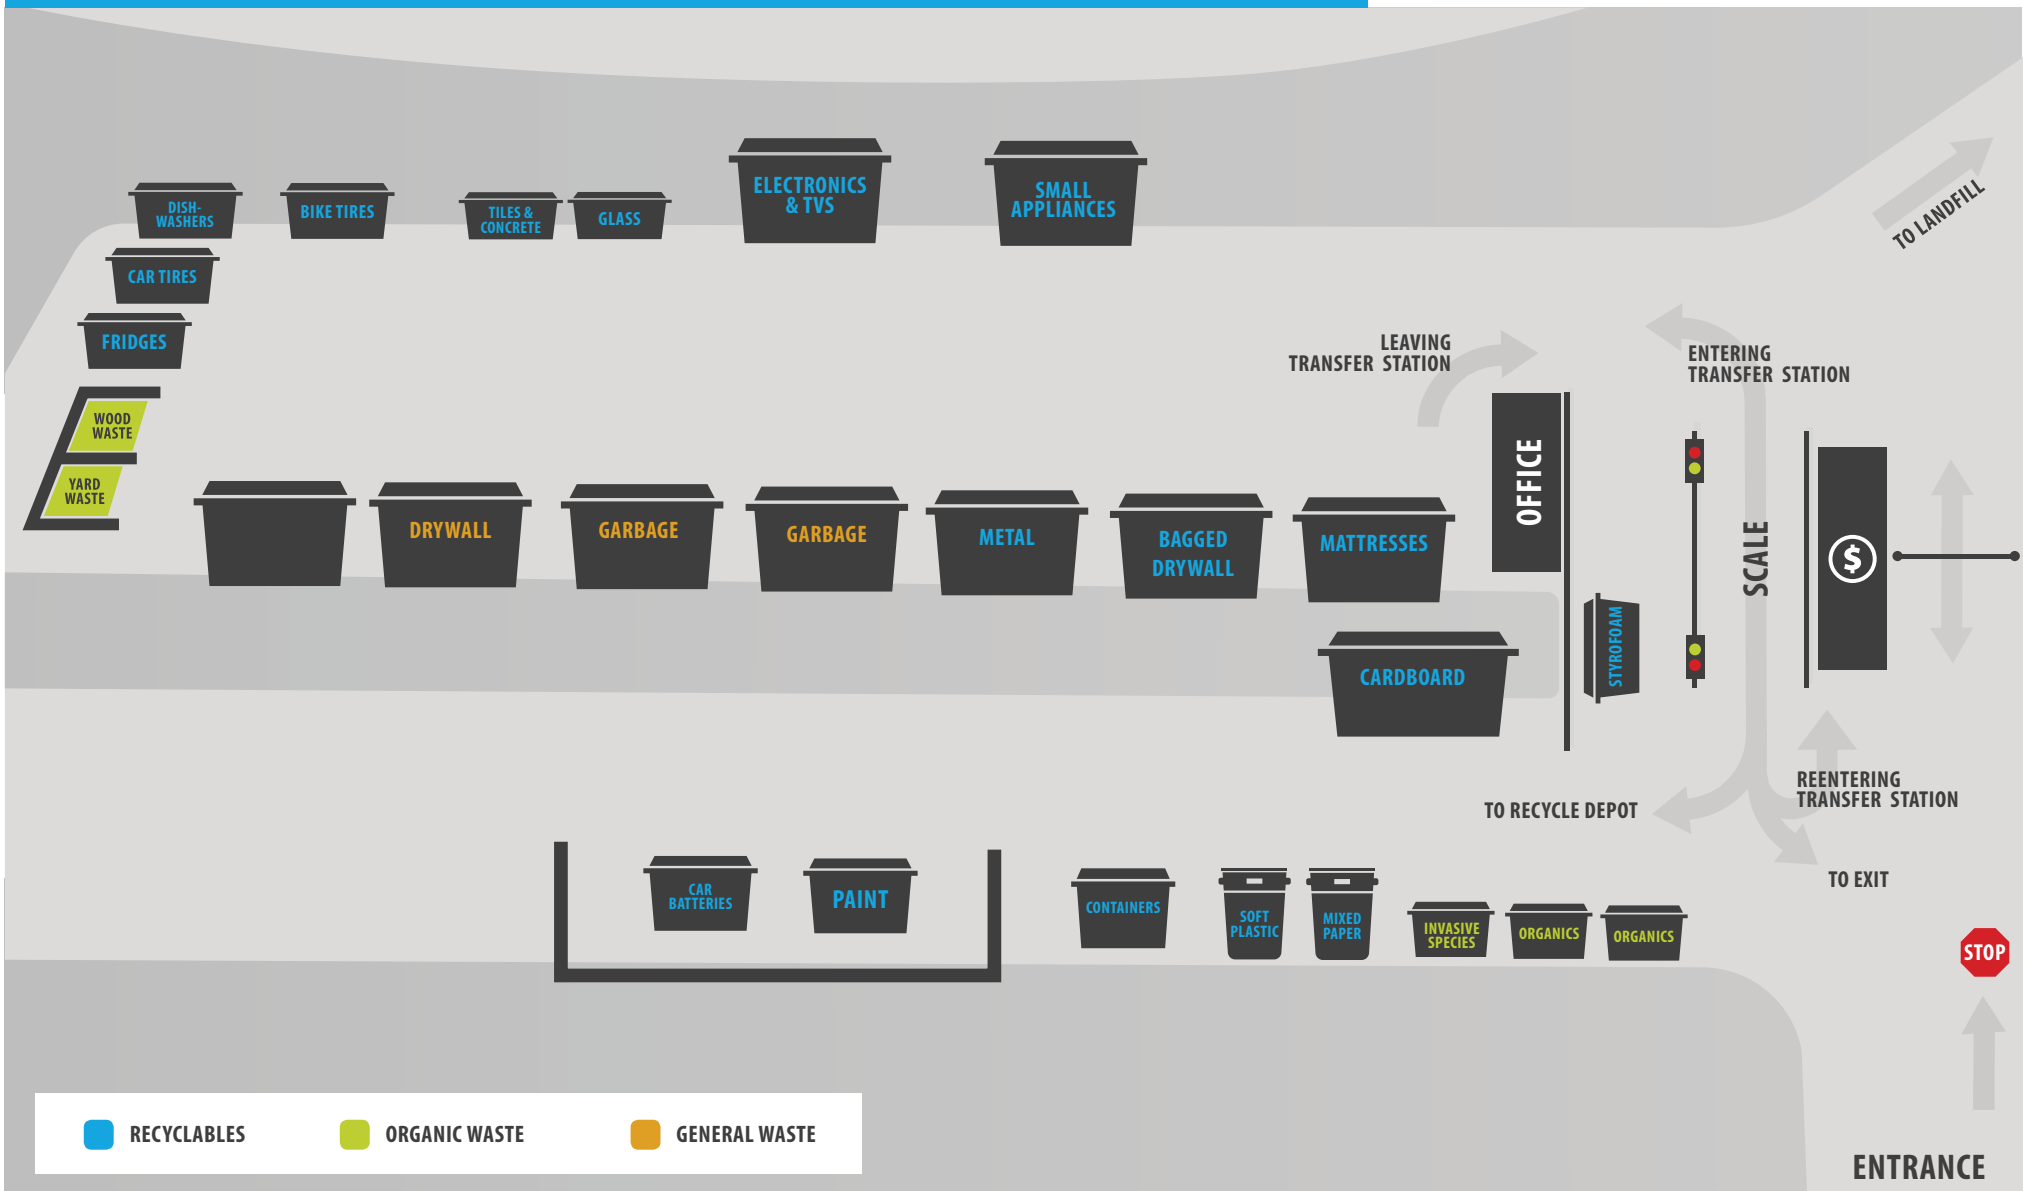 DISH-
WASHERS
BIKE TIRES
TILES &
CONCRETE
GLASS
ELECTRONICS
& TVS
SMALL
APPLIANCES
TO LANDFILL
CAR TIRES
FRIDGES
LEAVING
TRANSFER STATION
ENTERING
TRANSFER STATION
WOOD
WASTE
YARD
WASTE
DRYWALL
GARBAGE
GARBAGE
METAL
BAGGED
DRYWALL
MATTRESSES
OFFICE
SCALE
$
STYROFOAM
CARDBOARD
REENTERING
TRANSFER STATION
TO RECYCLE DEPOT
TO EXIT
CAR
BATTERIES
PAINT
CONTAINERS
SOFT
PLASTIC
MIXED
PAPER
INVASIVE
SPECIES
ORGANICS
ORGANICS
STOP
RECYCLABLES
ORGANIC WASTE
GENERAL WASTE
ENTRANCE